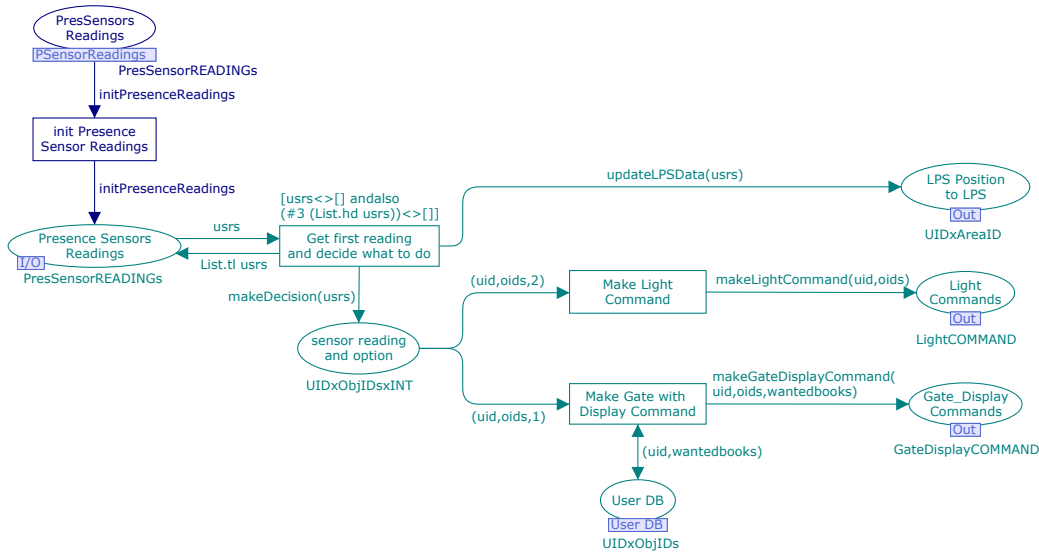 PresSensors
Readings
PSensorReadings
PresSensorREADINGs
initPresenceReadings
init Presence
Sensor Readings
initPresenceReadings
Presence Sensors
Readings
I/O
PresSensorREADINGs
usrs
List.tl usrs
[usrs<>[] andalso
(#3 (List.hd usrs))<>[]]
Get first reading
and decide what to do
updateLPSData(usrs)
LPS Position
to LPS
Out
UIDxAreaID
makeDecision(usrs)
sensor reading
and option
UIDxObjIDsxINT
(uid,oids,2)
Make Light
Command
makeLightCommand(uid,oids)
Light
Commands
Out
LightCOMMAND
(uid,oids,1)
Make Gate with
Display Command
makeGateDisplayCommand(
uid,oids,wantedbooks)
Gate_Display
Commands
Out
GateDisplayCOMMAND
(uid,wantedbooks)
User DB
User DB
UIDxObjIDs